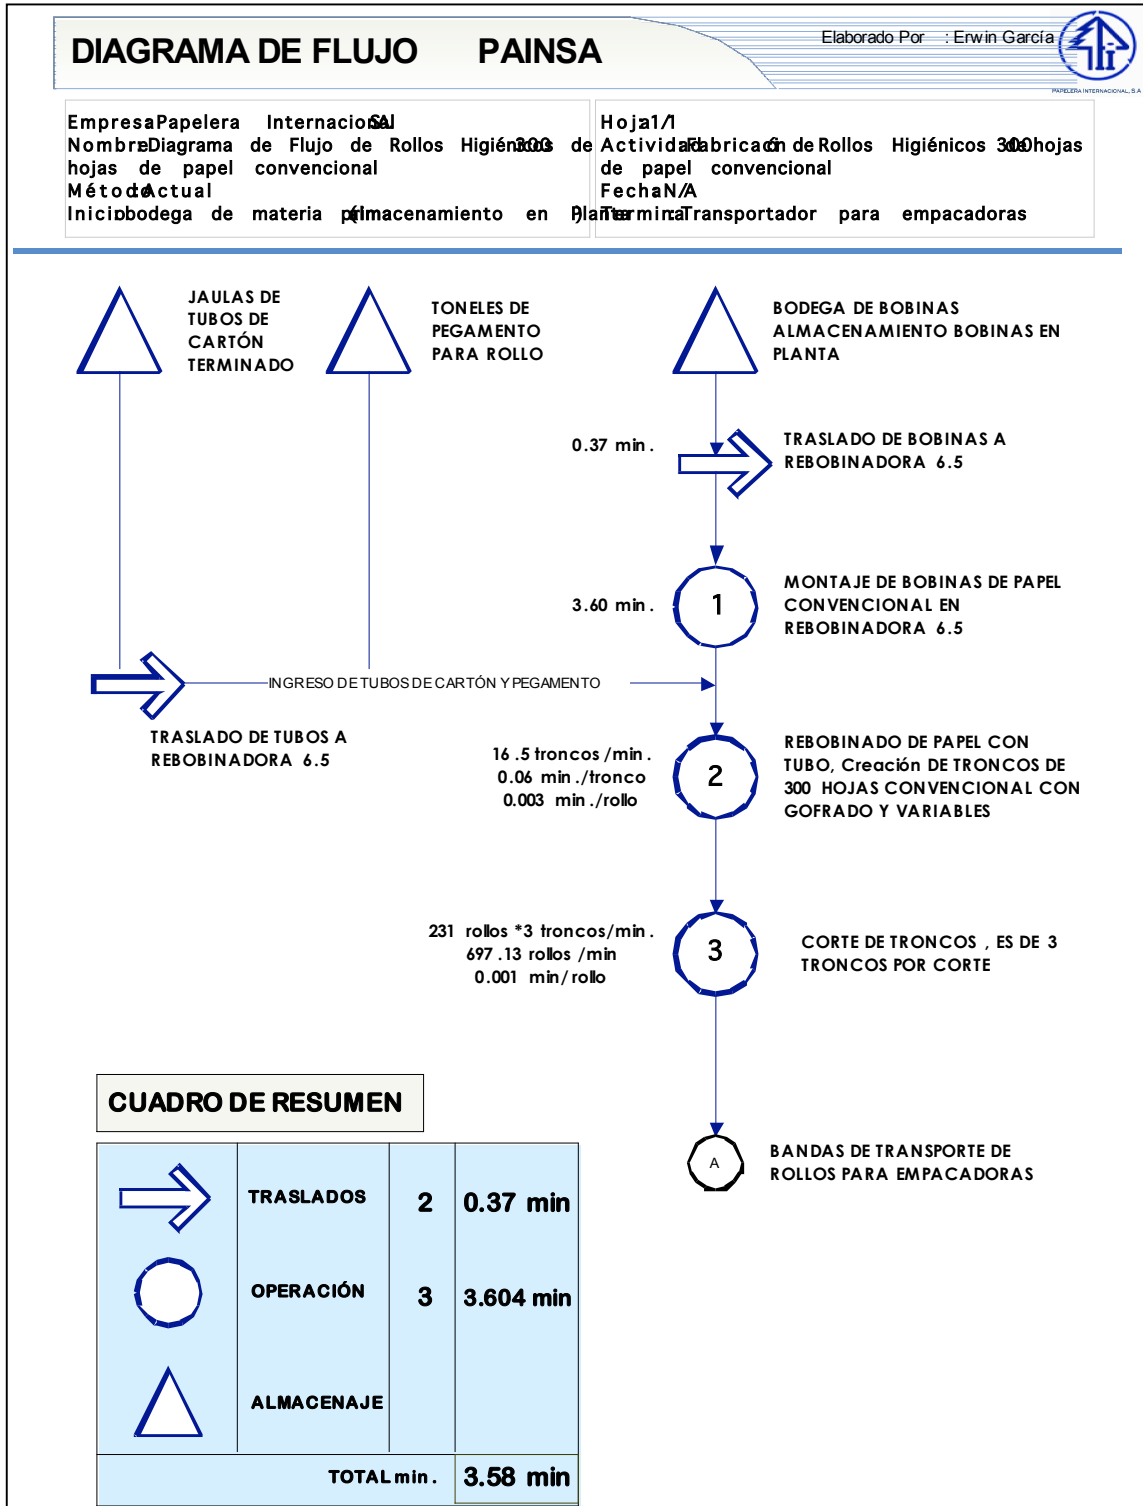 DIAGRAMA DE FLUJO PAINSA
Elaborado Por : Erwin García
PAPELERA INTERNACIONAL, S.A
Empresa: Papelera Internacional SA
Nombre: Diagrama de Flujo de Rollos Higiénicos de 300
hojas de papel convencional
Método: Actual
Inicio: bodega de materia prima (almacenamiento en Planta)
Hoja: 1/1
Actividad: Fabricación de Rollos Higiénicos de 300 hojas
de papel convencional
Fecha: N/A
Termina: Transportador para empacadoras
JAULAS DE
TUBOS DE
CARTÓN
TERMINADO
TONELES DE
PEGAMENTO
PARA ROLLO
BODEGA DE BOBINAS
ALMACENAMIENTO BOBINAS EN
PLANTA
0.37 min.
TRASLADO DE BOBINAS A
REBOBINADORA 6.5
3.60 min.
1
MONTAJE DE BOBINAS DE PAPEL
CONVENCIONAL EN
REBOBINADORA 6.5
INGRESO DE TUBOS DE CARTÓN Y PEGAMENTO
TRASLADO DE TUBOS A
REBOBINADORA 6.5
16.5 troncos/min.
0.06 min./tronco
0.003 min./rollo
2
REBOBINADO DE PAPEL CON
TUBO, Creación DE TRONCOS DE
300 HOJAS CONVENCIONAL CON
GOFRADO Y VARIABLES
231 rollos *3 troncos/min.
697.13 rollos /min
0.001 min/rollo
3
CORTE DE TRONCOS , ES DE 3
TRONCOS POR CORTE
A
BANDAS DE TRANSPORTE DE
ROLLOS PARA EMPACADORAS
CUADRO DE RESUMEN
TRASLADOS 2 0.37 min
OPERACIÓN 3 3.604 min
ALMACENAJE
TOTAL min. 3.58 min